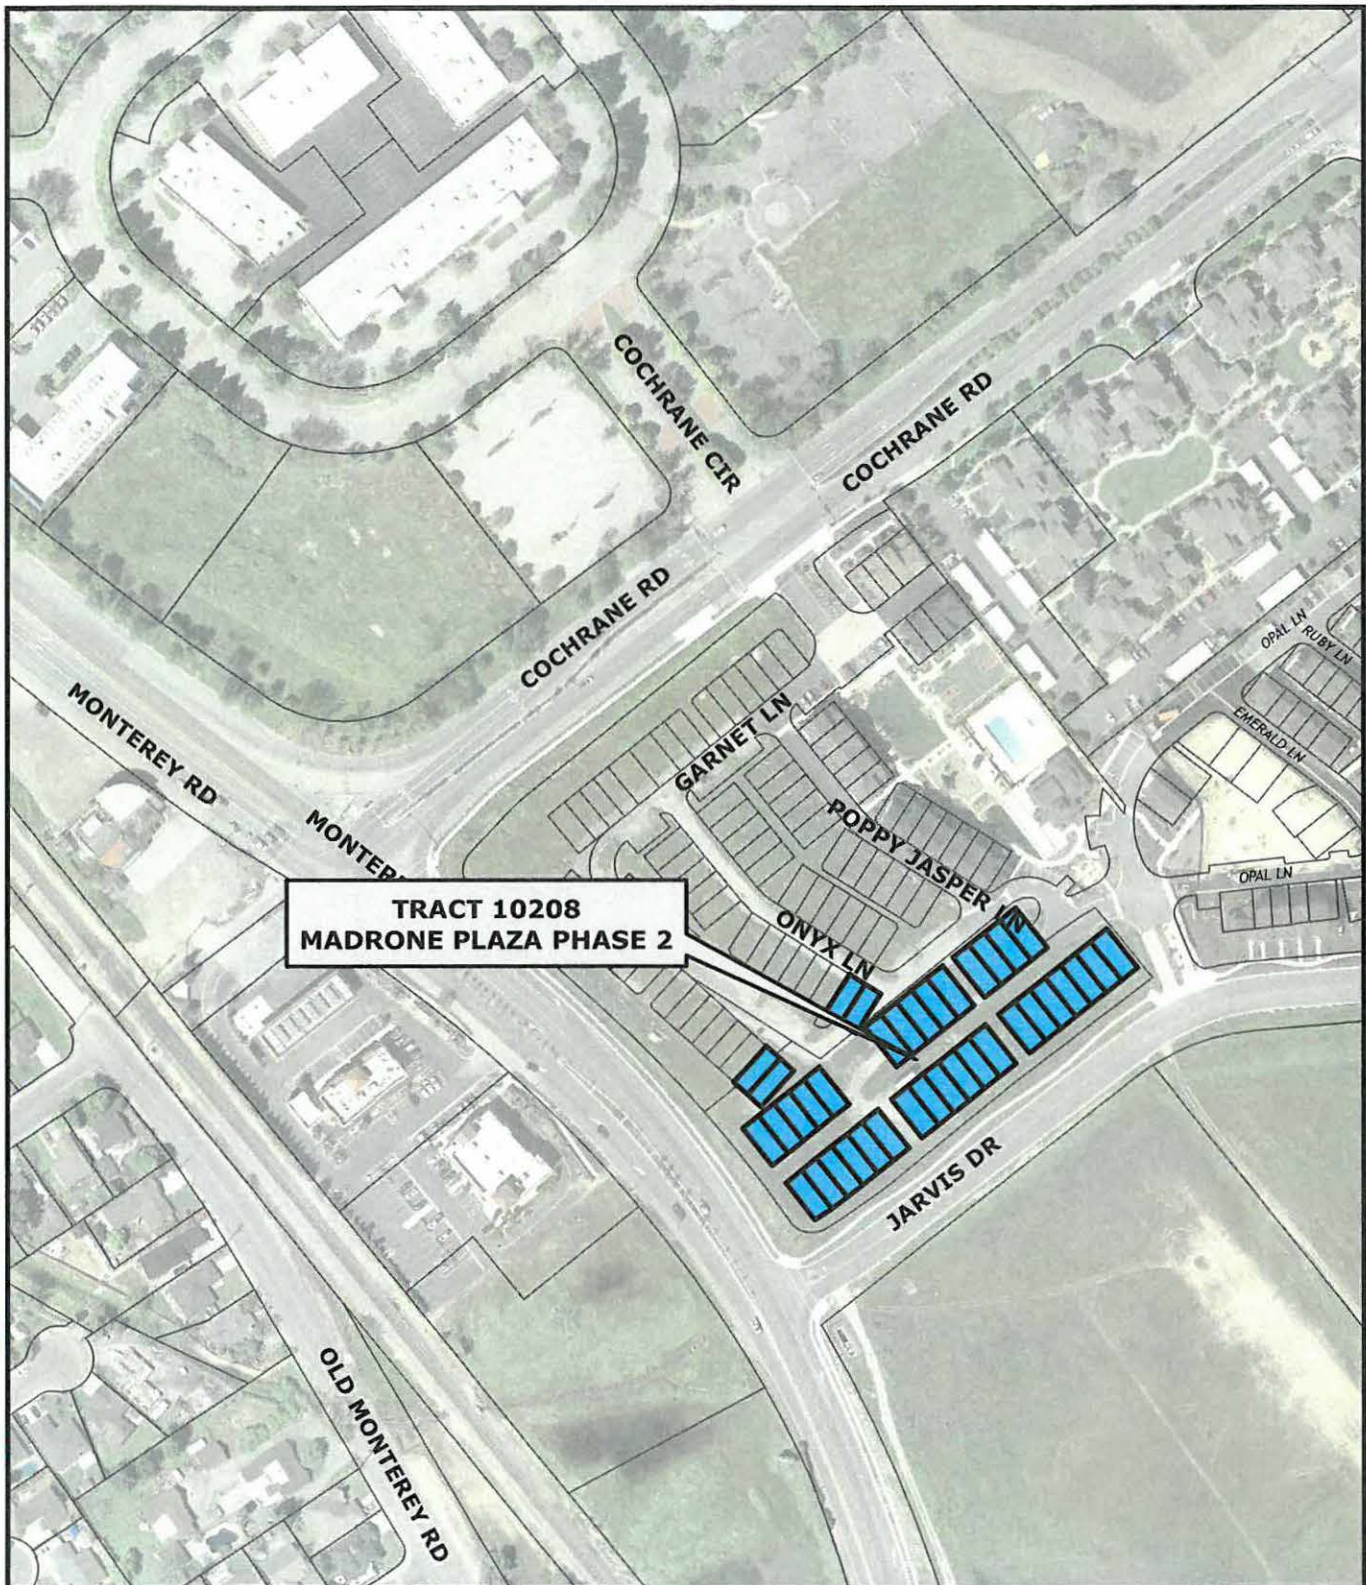 COCHRANE CIR
COCHRANE RD
COCHRANE RD
OPAL LN
RUBY LN
EMERALD LN
MONTEREY RD
GARNET LN
MONTER
POPPY JASPER LN
OPAL LN
TRACT 10208
MADRONE PLAZA PHASE 2
ONYX LN
JARVIS DR
OLD MONTEREY RD